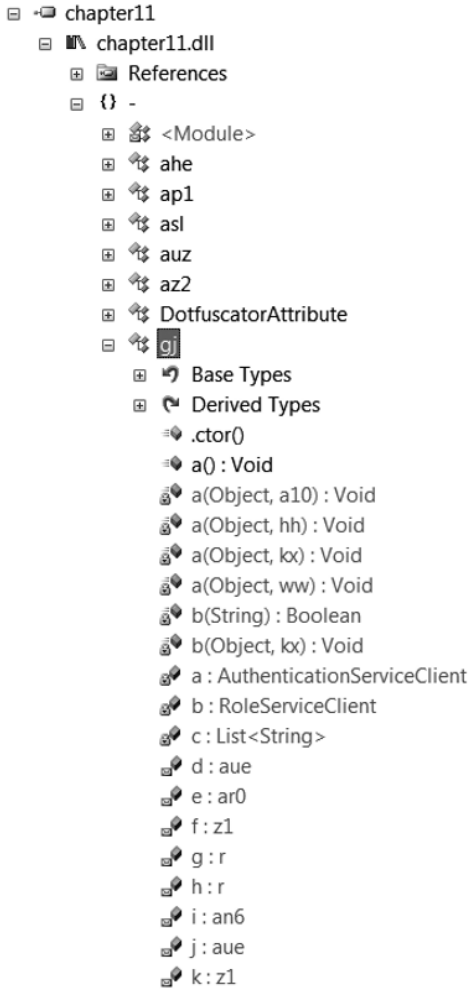 chapter11
chapter11.dll
References
{} -
<Module>
ahe
ap1
asl
auz
az2
DotfuscatorAttribute
gj
Base Types
Derived Types
.ctor()
a() : Void
a(Object, a10) : Void
a(Object, hh) : Void
a(Object, kx) : Void
a(Object, ww) : Void
b(String) : Boolean
b(Object, kx) : Void
a : AuthenticationServiceClient
b : RoleServiceClient
c : List<String>
d : aue
e : ar0
f : z1
g : r
h : r
i : an6
j : aue
k : z1